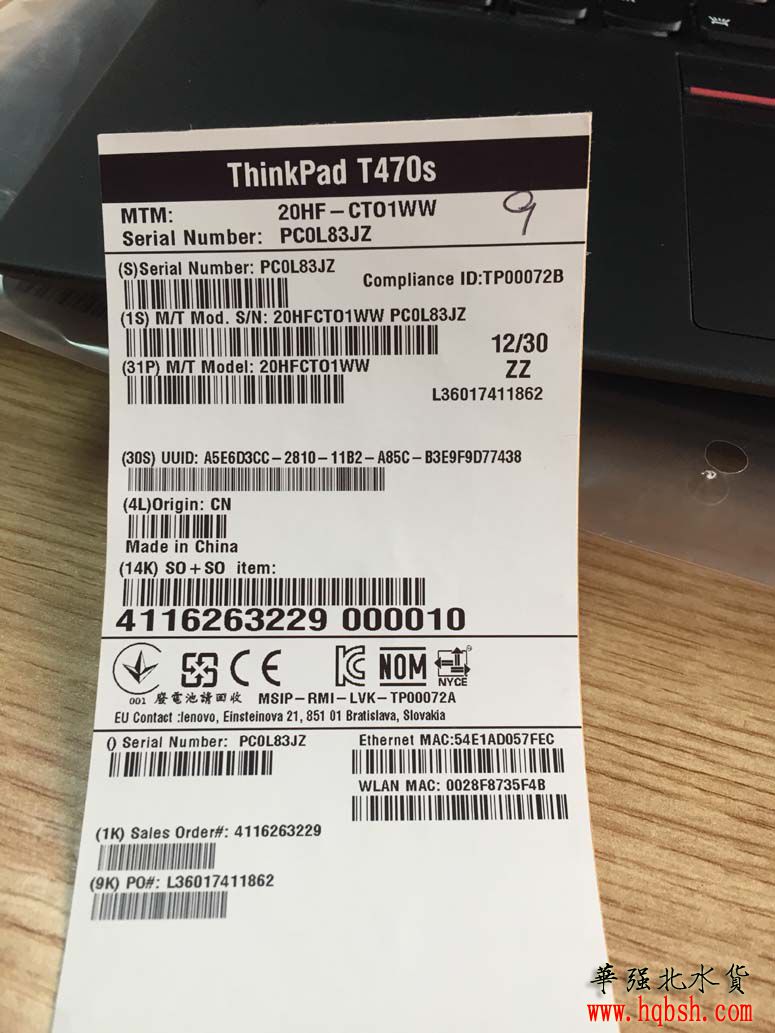 ThinkPad T470s
MTM: 20HF-CTO1WW
9
Serial Number: PC0L83JZ
(S)Serial Number: PC0L83JZ
Compliance ID:TP00072B
(1S) M/T Mod. S/N: 20HFCTO1WW PC0L83JZ
12/30
(31P) M/T Model: 20HFCTO1WW
ZZ
L36017411862
(30S) UUID: A5E6D3CC-2810-11B2-A85C-B3E9F9D77438
(4L)Origin: CN
Made in China
(14K) SO+SO item:
4116263229 000010
CE KC NOM
NYCE
001 廢電池請回收 MSIP-RMI-LVK-TP00072A
EU Contact :lenovo, Einsteinova 21, 851 01 Bratislava, Slovakia
() Serial Number: PC0L83JZ
Ethernet MAC:54E1AD057FEC
WLAN MAC: 0028F8735F4B
(1K) Sales Order#: 4116263229
(9K) PO#: L36017411862
華强北水貨
www.hqbsh.com